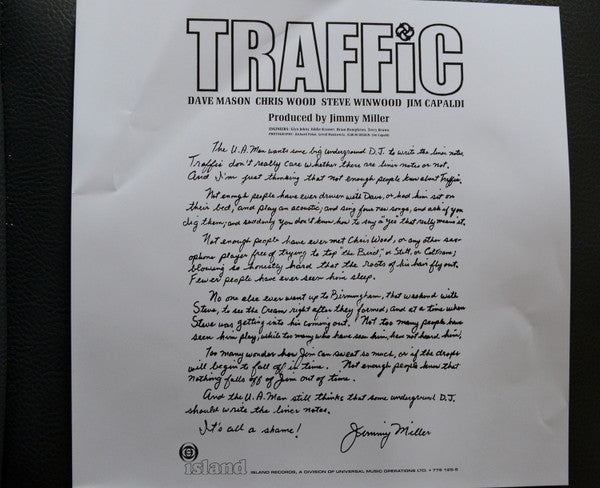 TRAFFiC
DAVE MASON CHRIS WOOD STEVE WINWOOD JIM CAPALDI
Produced by Jimmy Miller
The U.A. Man wants some big underground D.J. to write the liner notes.
Traffic don't really care whether there are liner notes or not,
And I'm just thinking that not enough people know about Traffic.
Not enough people have ever driven with Dave, or had him sit on
their bed, and play an acoustic, and sing four new songs, and ask if you
dig them; and suddenly you don't know how to say a "yes" that really means it.
Not enough people have ever met Chris Wood, or any other sax-
ophone player free of trying to top "the Bird," or Stitt, or Coltrane;
blowing so honestly hard that the roots of his hair fly out.
Fewer people have ever seen him sleep.
No one else ever went up to Birmingham, that weekend with
Steve, to see the Cream right after they formed, and at a time when
Steve was getting into his coming out. Not too many people have
seen him play, while too many who have seen him, have not heard him.
Too many wonder how Jim can sweat so much, or if the drops
will begin to fall off in time. Not enough people know that
nothing falls off of Jim out of time.
And the U.A. Man still thinks that some underground D.J.
should write the liner notes.
It's all a shame!
Jimmy Miller
island
ISLAND RECORDS, A DIVISION OF UNIVERSAL MUSIC OPERATIONS LTD. • 778 125-5